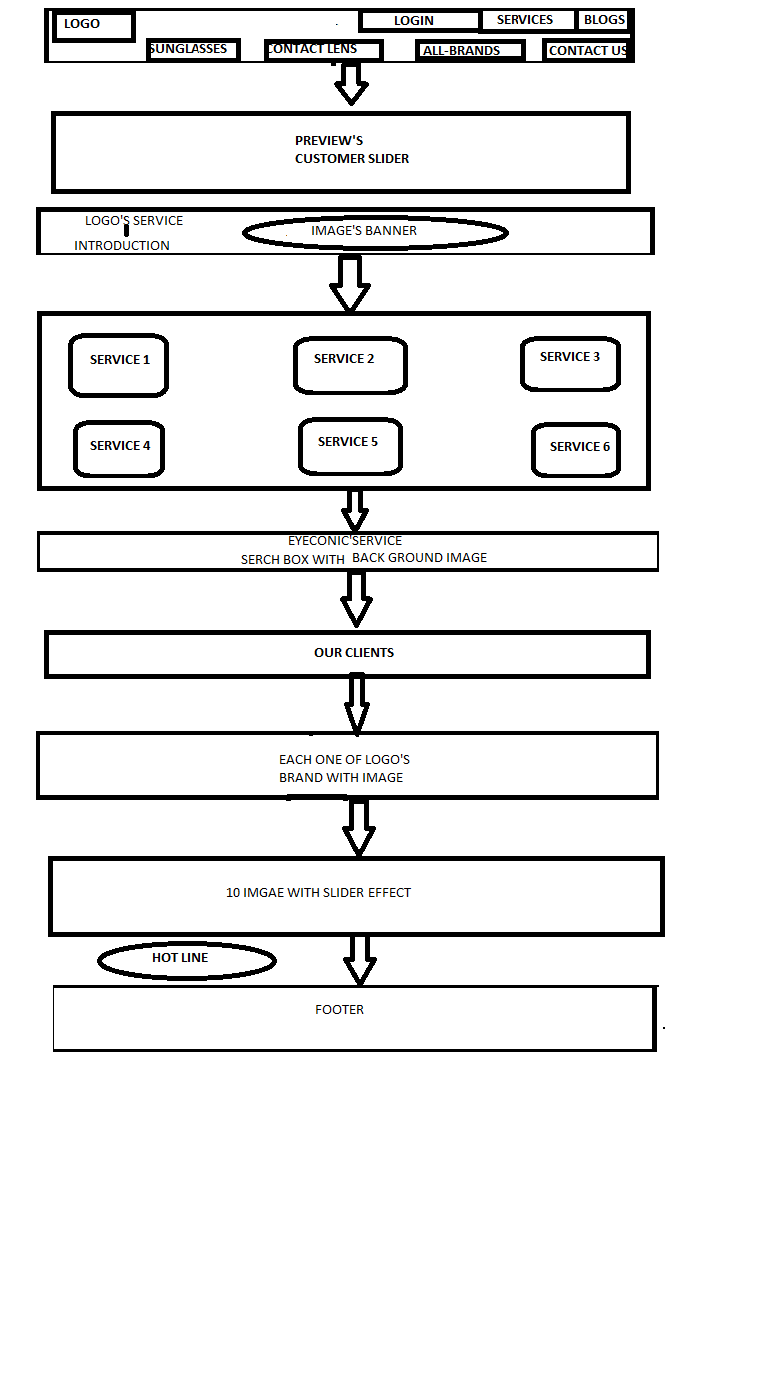 LOGO
LOGIN
SERVICES
BLOGS
SUNGLASSES
CONTACT LENS
ALL-BRANDS
CONTACT US
PREVIEW'S
CUSTOMER SLIDER
LOGO'S SERVICE
INTRODUCTION
IMAGE'S BANNER
SERVICE 1
SERVICE 2
SERVICE 3
SERVICE 4
SERVICE 5
SERVICE 6
EYECONIC'SERVICE
SERCH BOX WITH BACK GROUND IMAGE
OUR CLIENTS
EACH ONE OF LOGO'S
BRAND WITH IMAGE
10 IMGAE WITH SLIDER EFFECT
HOT LINE
FOOTER